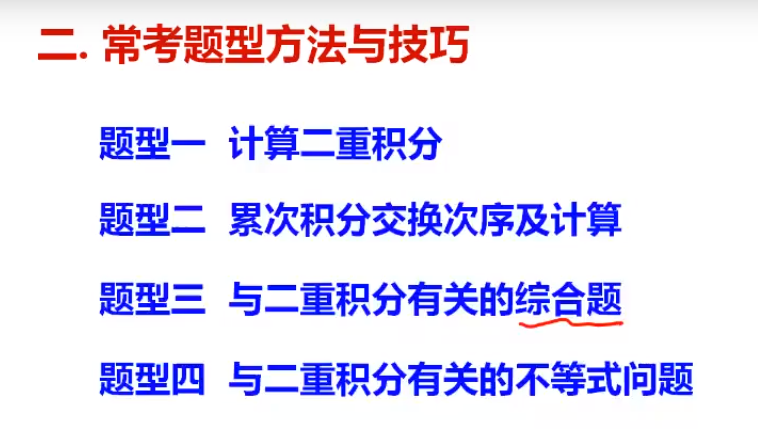 二. 常考题型方法与技巧
题型一 计算二重积分
题型二 累次积分交换次序及计算
题型三 与二重积分有关的综合题
题型四 与二重积分有关的不等式问题